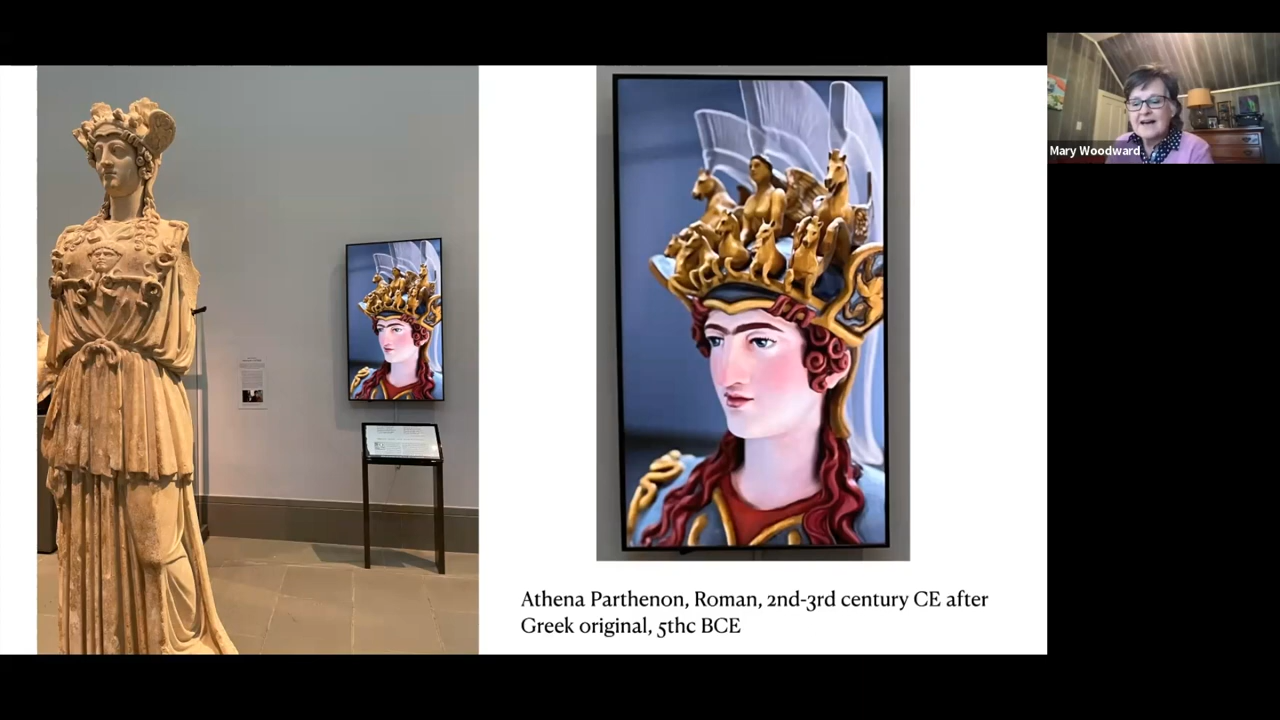 Mary Woodward
Athena Parthenon, Roman, 2nd-3rd century CE after
Greek original, 5thc BCE